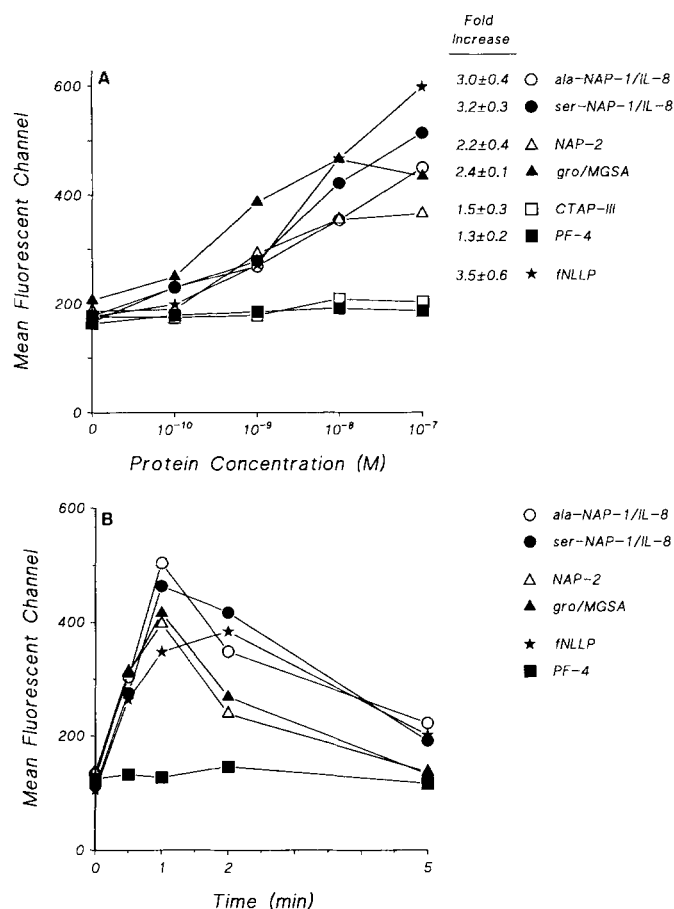 Fold
Increase
A
600
400
200
0
Mean Fluorescent Channel
0 10⁻¹⁰ 10⁻⁹ 10⁻⁸ 10⁻⁷
Protein Concentration (M)
3.0±0.4 ala-NAP-1/IL-8
3.2±0.3 ser-NAP-1/IL-8
2.2±0.4 NAP-2
2.4±0.1 gro/MGSA
1.5±0.3 CTAP-III
1.3±0.2 PF-4
3.5±0.6 fNLLP
B
600
400
200
0
Mean Fluorescent Channel
0 1 2 5
Time (min)
ala-NAP-1/IL-8
ser-NAP-1/IL-8
NAP-2
gro/MGSA
fNLLP
PF-4